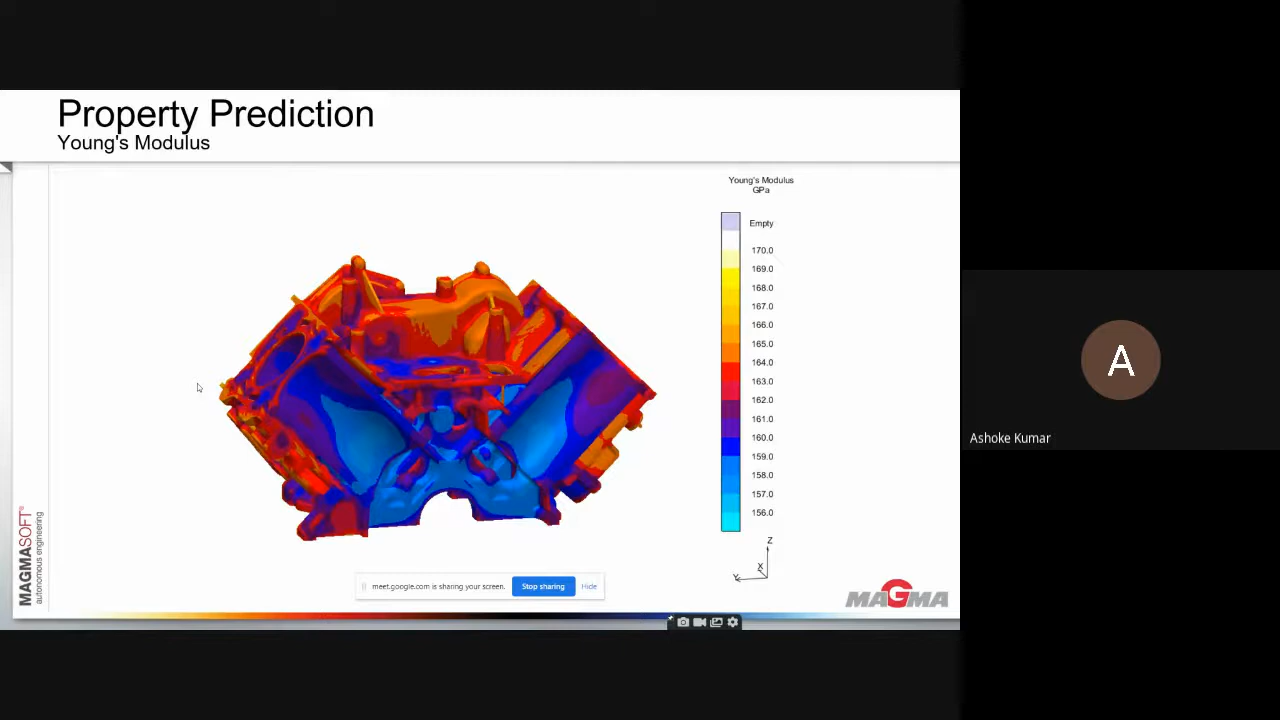 Property Prediction
Young's Modulus
Young's Modulus
GPa
Empty
170.0
169.0
168.0
167.0
166.0
165.0
164.0
163.0
162.0
161.0
160.0
159.0
158.0
157.0
156.0
Z
X
Y
MAGMASOFT®
autonomous engineering
meet.google.com is sharing your screen.
Stop sharing
Hide
MAGMA
A
Ashoke Kumar